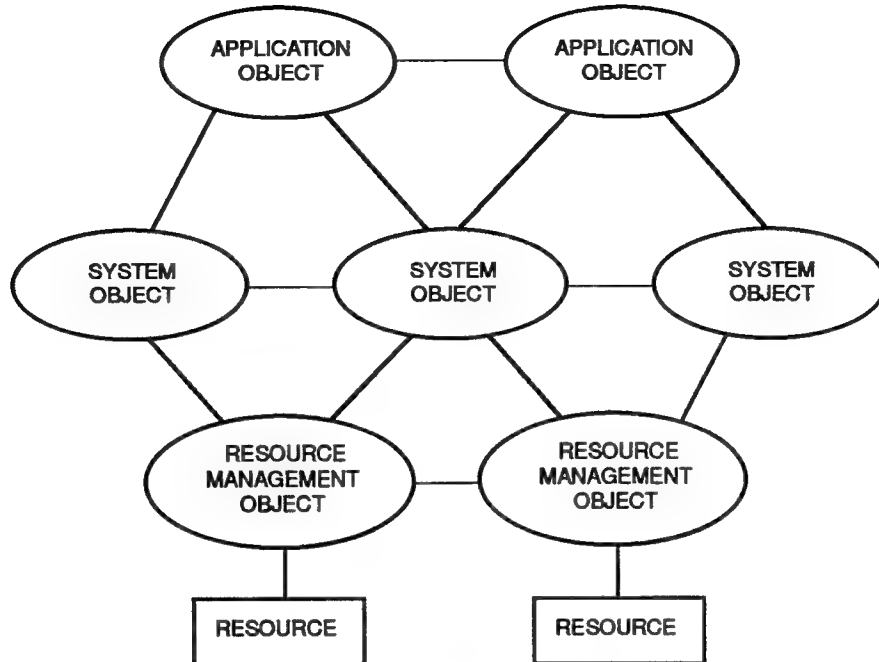 APPLICATION
OBJECT
APPLICATION
OBJECT
SYSTEM
OBJECT
SYSTEM
OBJECT
SYSTEM
OBJECT
RESOURCE
MANAGEMENT
OBJECT
RESOURCE
MANAGEMENT
OBJECT
RESOURCE
RESOURCE